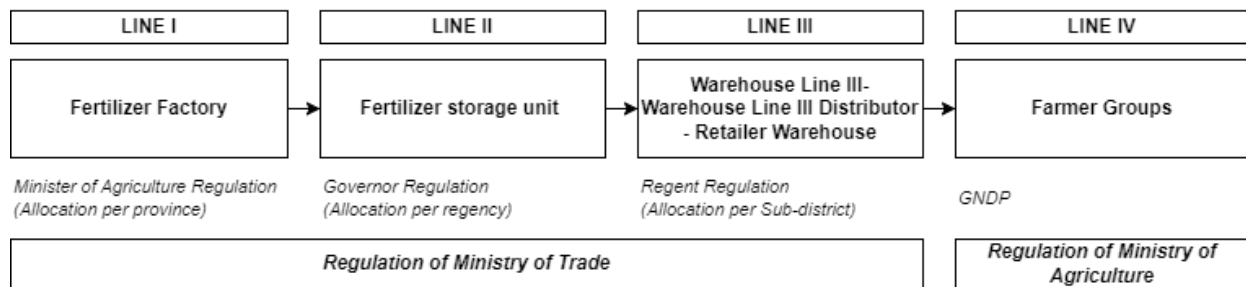 LINE I
LINE II
LINE III
LINE IV
Fertilizer Factory
Fertilizer storage unit
Warehouse Line III-
Warehouse Line III Distributor
- Retailer Warehouse
Farmer Groups
Minister of Agriculture Regulation
(Allocation per province)
Governor Regulation
(Allocation per regency)
Regent Regulation
(Allocation per Sub-district)
GNDP
Regulation of Ministry of Trade
Regulation of Ministry of
Agriculture